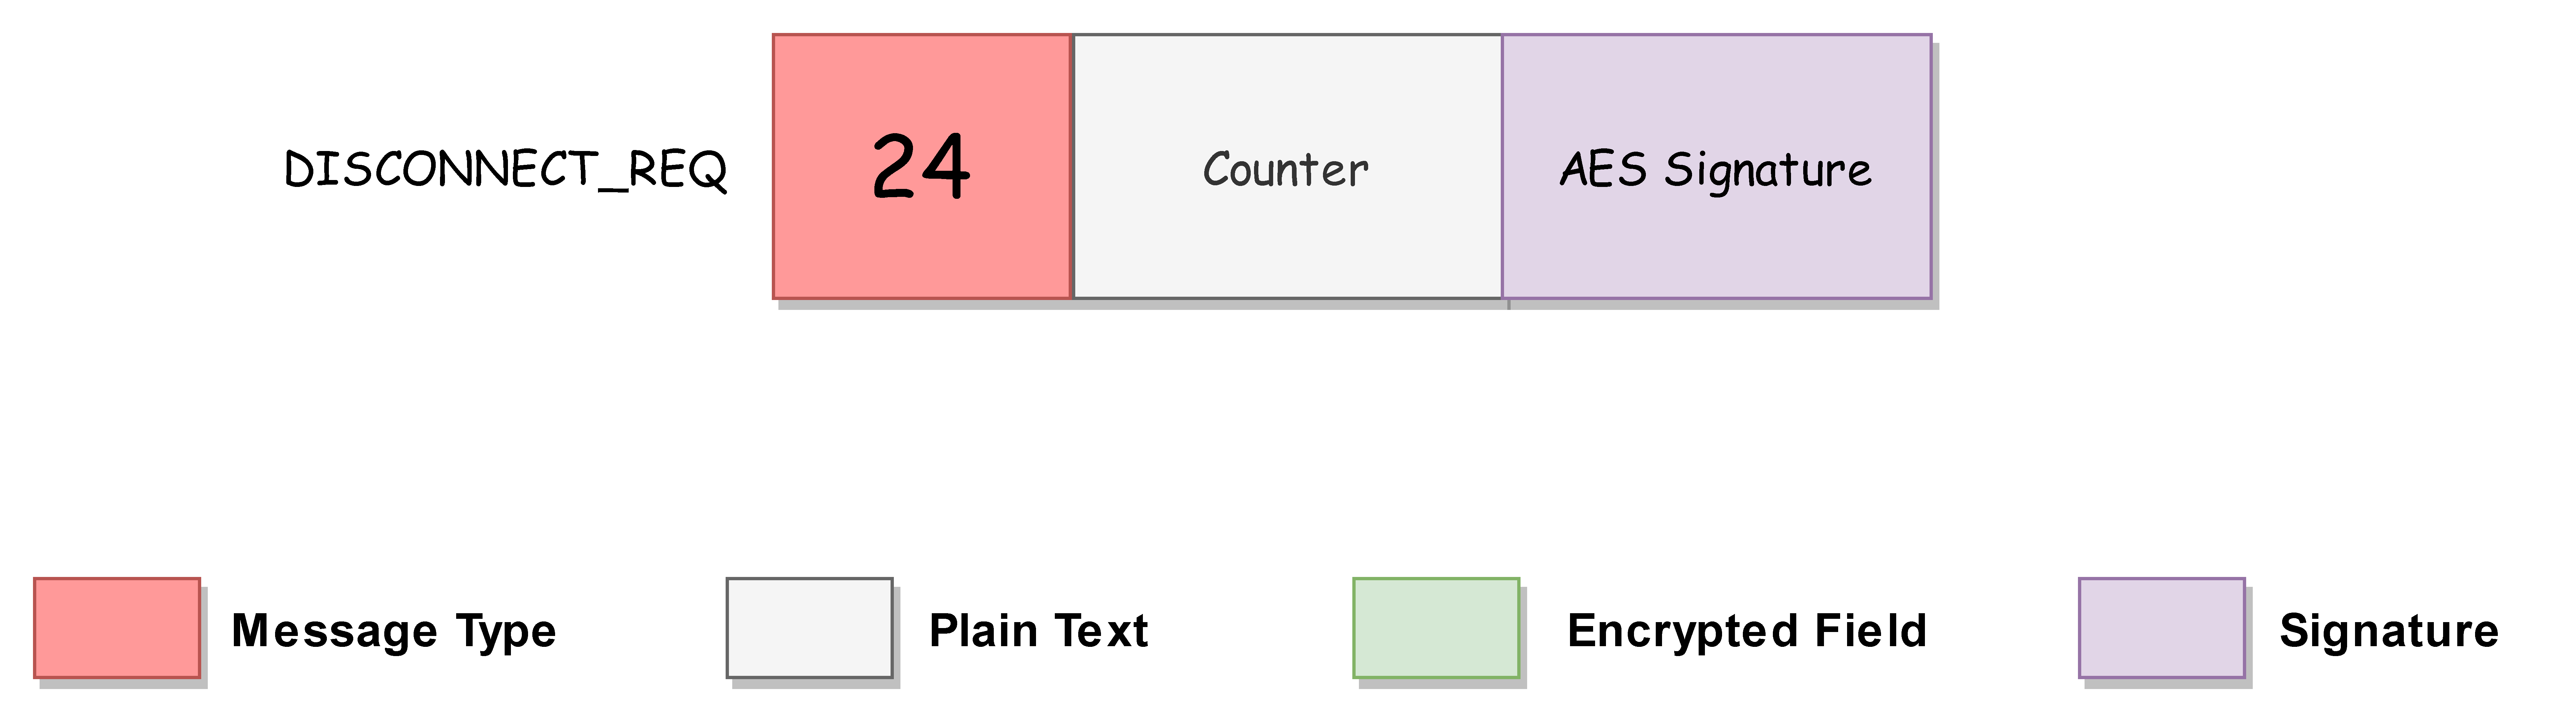 DISCONNECT_REQ 24 Counter AES Signature
Message Type Plain Text Encrypted Field Signature